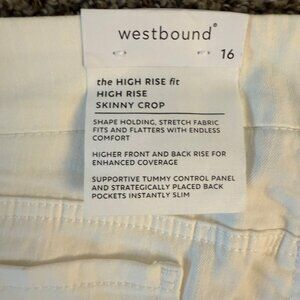 westbound®
16
the HIGH RISE fit
HIGH RISE
SKINNY CROP
SHAPE HOLDING, STRETCH FABRIC
FITS AND FLATTERS WITH ENDLESS
COMFORT
HIGHER FRONT AND BACK RISE FOR
ENHANCED COVERAGE
SUPPORTIVE TUMMY CONTROL PANEL
AND STRATEGICALLY PLACED BACK
POCKETS INSTANTLY SLIM